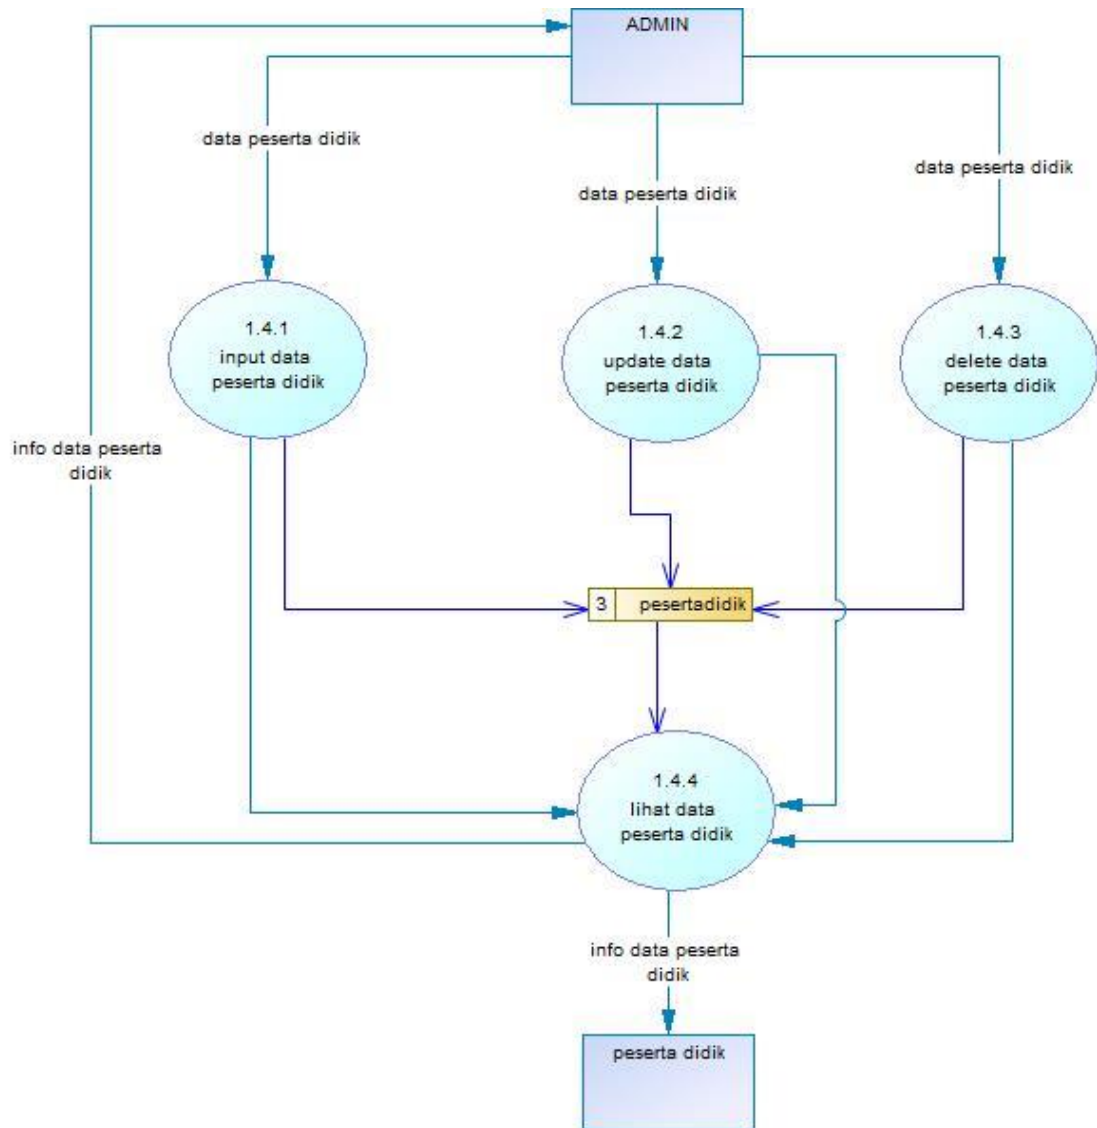 ADMIN
data peserta didik
data peserta didik
data peserta didik
1.4.1
input data
peserta didik
1.4.2
update data
peserta didik
1.4.3
delete data
peserta didik
info data peserta
didik
3 pesertadidik
1.4.4
lihat data
peserta didik
info data peserta
didik
peserta didik